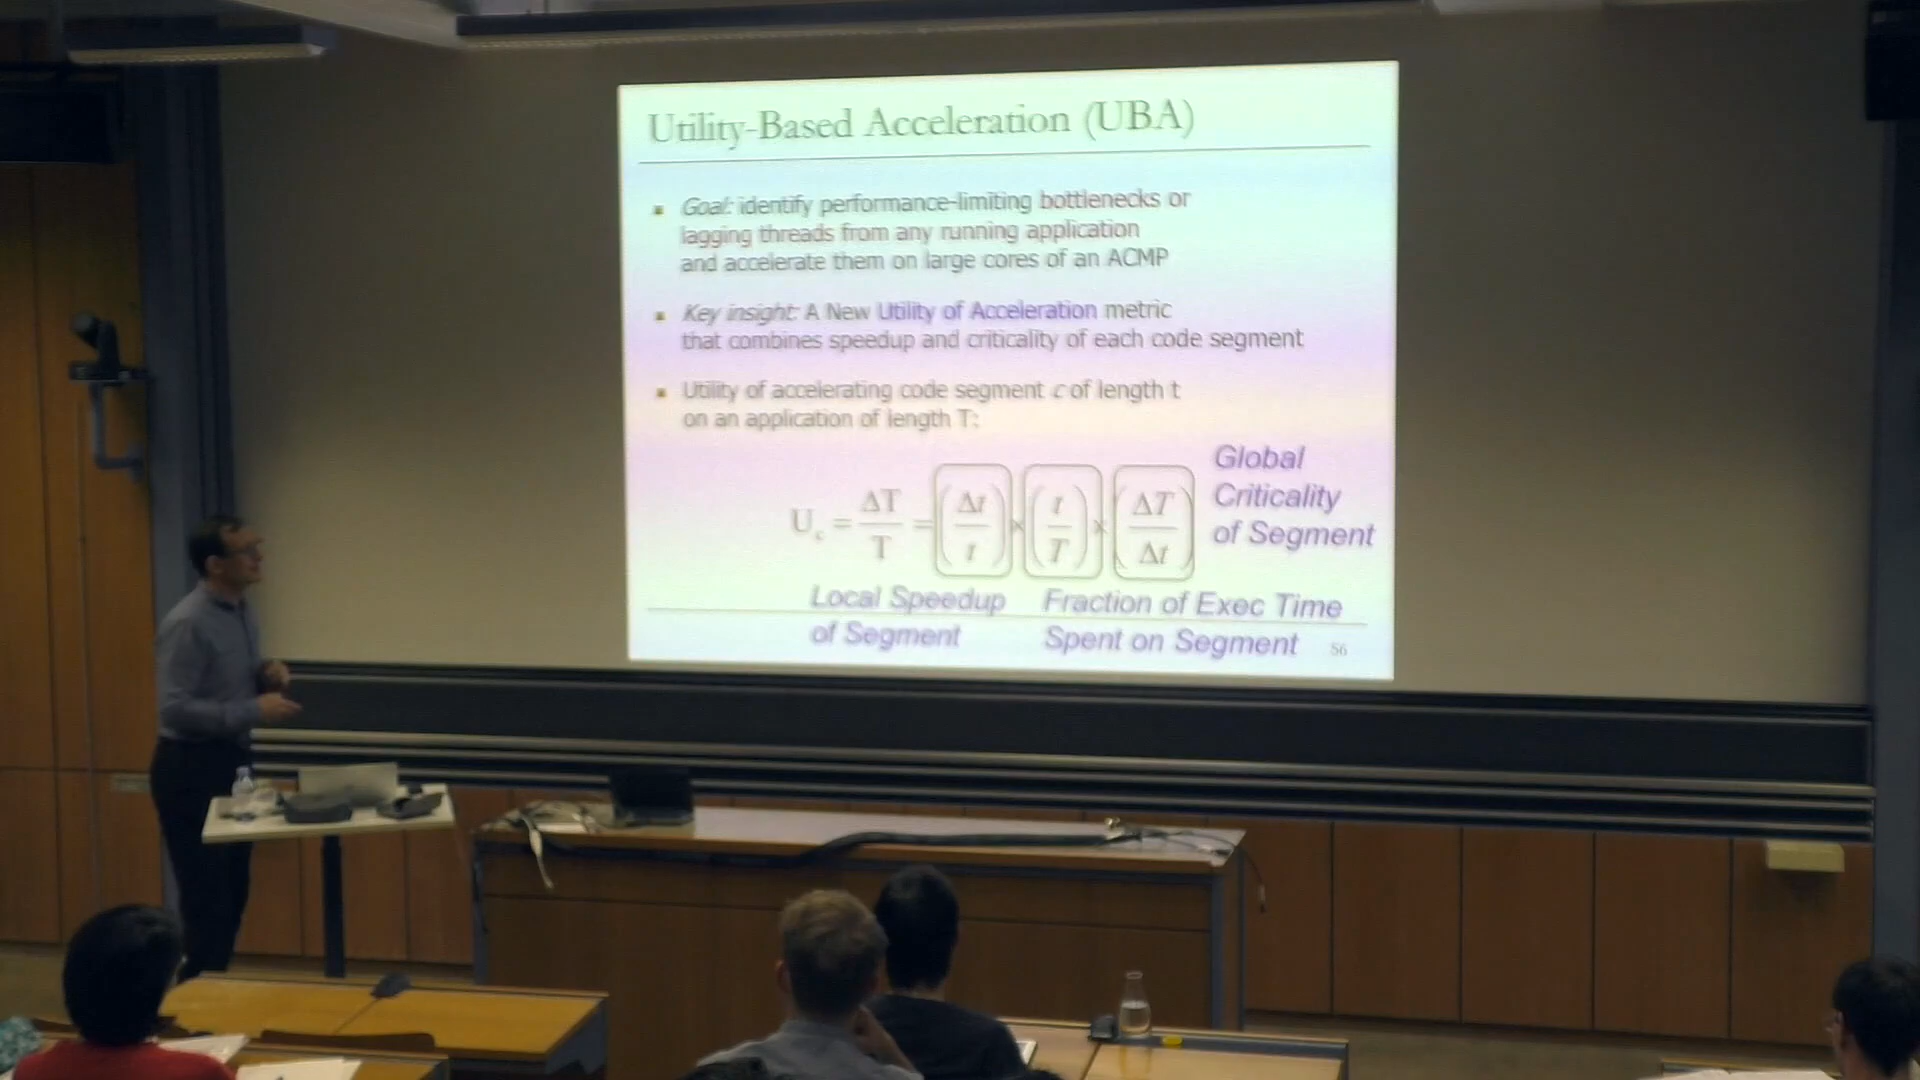 Utility-Based Acceleration (UBA)
Goal: identify performance-limiting bottlenecks or
lagging threads from any running application
and accelerate them on large cores of an ACMP
Key insight: A New Utility of Acceleration metric
that combines speedup and criticality of each code segment
Utility of accelerating code segment c of length t
on an application of length T:
U_c = ΔT/T = (Δt/t) × (t/T) × (ΔT/Δt)
Global
Criticality
of Segment
Local Speedup
of Segment
Fraction of Exec Time
Spent on Segment
56